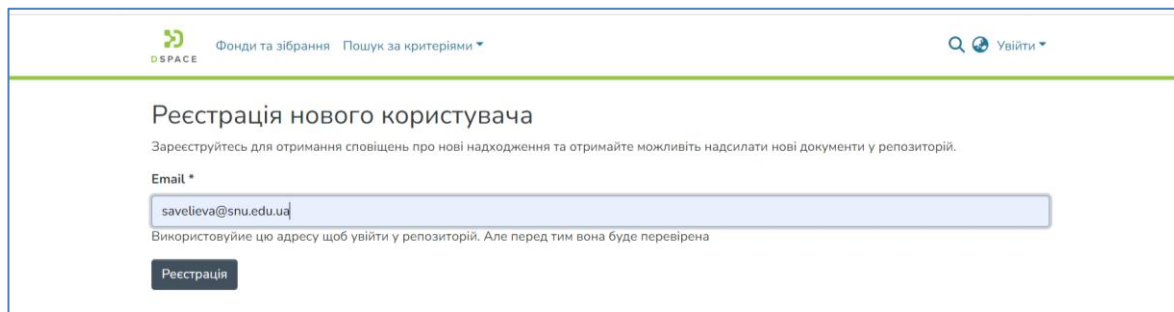 DSPACE Фонди та зібрання Пошук за критеріями Увійти
Реєстрація нового користувача
Зареєструйтесь для отримання сповіщень про нові надходження та отримайте можливіть надсилати нові документи у репозиторій.
Email *
savelieva@snu.edu.ua
Використовуйие цю адресу щоб увійти у репозиторій. Але перед тим вона буде перевірена
Реєстрація